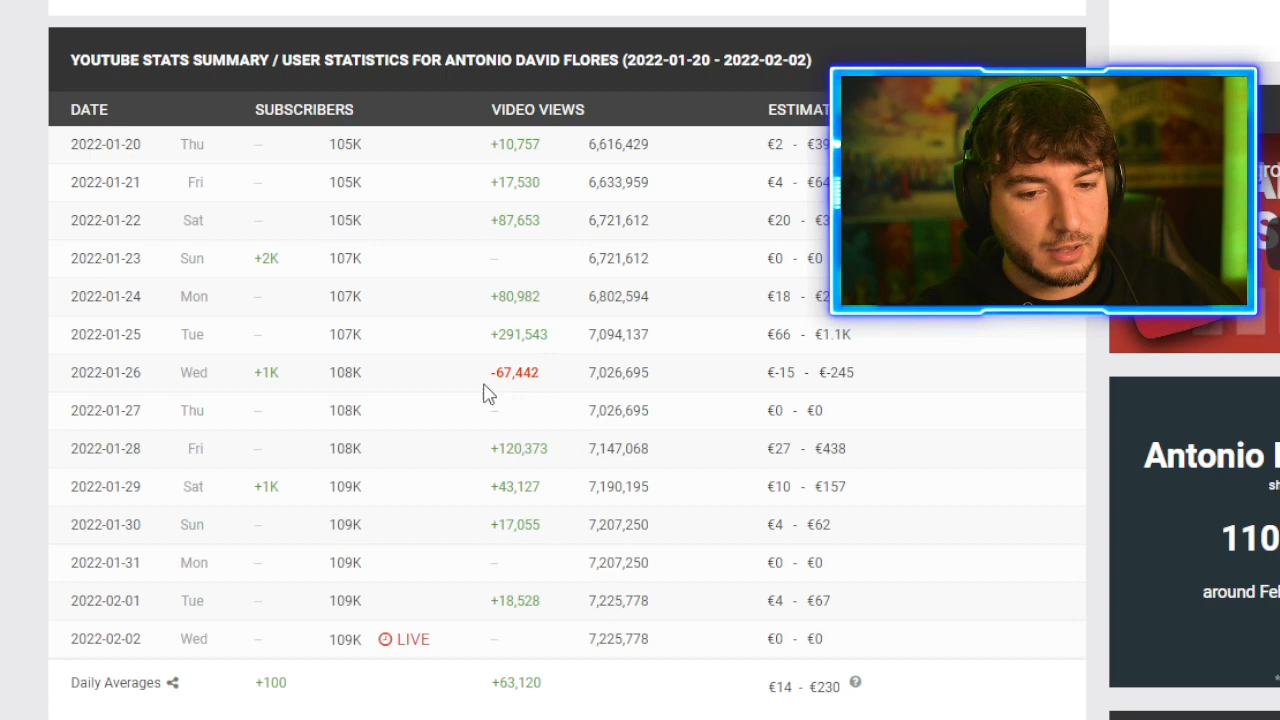 YOUTUBE STATS SUMMARY / USER STATISTICS FOR ANTONIO DAVID FLORES (2022-01-20 - 2022-02-02)
DATE SUBSCRIBERS VIDEO VIEWS
2022-01-20 Thu – 105K +10,757 6,616,429 €2 - €39
2022-01-21 Fri – 105K +17,530 6,633,959 €4 - €64
2022-01-22 Sat – 105K +87,653 6,721,612 €20 -
2022-01-23 Sun +2K 107K – 6,721,612 €0 - €0
2022-01-24 Mon – 107K +80,982 6,802,594 €18 -
2022-01-25 Tue – 107K +291,543 7,094,137 €66 - €1.1K
2022-01-26 Wed +1K 108K -67,442 7,026,695 €-15 - €-245
2022-01-27 Thu – 108K – 7,026,695 €0 - €0
2022-01-28 Fri – 108K +120,373 7,147,068 €27 - €438
2022-01-29 Sat +1K 109K +43,127 7,190,195 €10 - €157
2022-01-30 Sun – 109K +17,055 7,207,250 €4 - €62
2022-01-31 Mon – 109K – 7,207,250 €0 - €0
2022-02-01 Tue – 109K +18,528 7,225,778 €4 - €67
2022-02-02 Wed – 109K LIVE – 7,225,778 €0 - €0
Daily Averages +100 +63,120 €14 - €230
Antonio
110
around